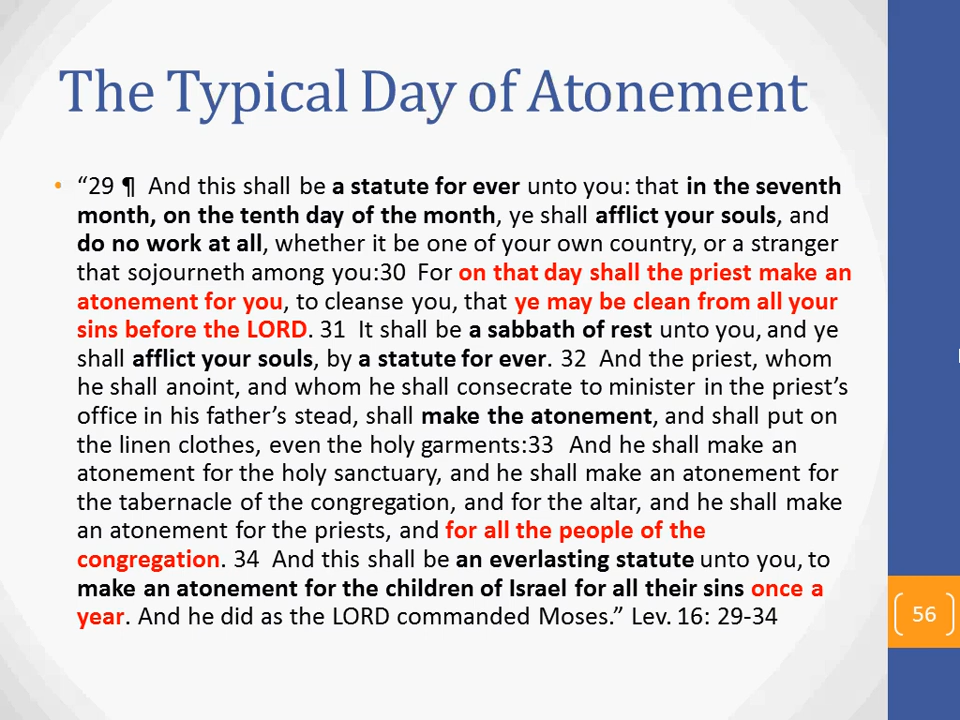 The Typical Day of Atonement
• “29 ¶ And this shall be a statute for ever unto you: that in the seventh
month, on the tenth day of the month, ye shall afflict your souls, and
do no work at all, whether it be one of your own country, or a stranger
that sojourneth among you:30 For on that day shall the priest make an
atonement for you, to cleanse you, that ye may be clean from all your
sins before the LORD. 31 It shall be a sabbath of rest unto you, and ye
shall afflict your souls, by a statute for ever. 32 And the priest, whom
he shall anoint, and whom he shall consecrate to minister in the priest’s
office in his father’s stead, shall make the atonement, and shall put on
the linen clothes, even the holy garments:33 And he shall make an
atonement for the holy sanctuary, and he shall make an atonement for
the tabernacle of the congregation, and for the altar, and he shall make
an atonement for the priests, and for all the people of the
congregation. 34 And this shall be an everlasting statute unto you, to
make an atonement for the children of Israel for all their sins once a
year. And he did as the LORD commanded Moses.” Lev. 16: 29-34
56